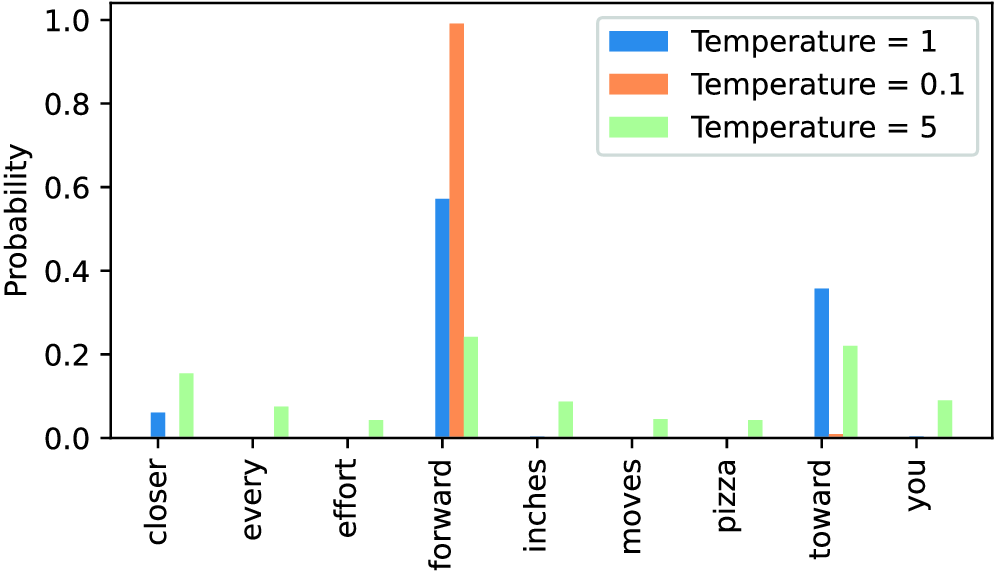 Temperature = 1
Temperature = 0.1
Temperature = 5
Probability
1.0
0.8
0.6
0.4
0.2
0.0
closer
every
effort
forward
inches
moves
pizza
toward
you